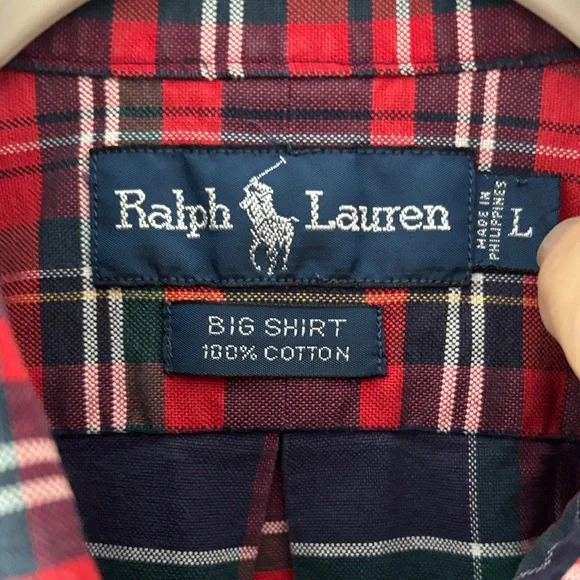 Ralph Lauren
MADE IN
PHILIPPINES
L
BIG SHIRT
100% COTTON